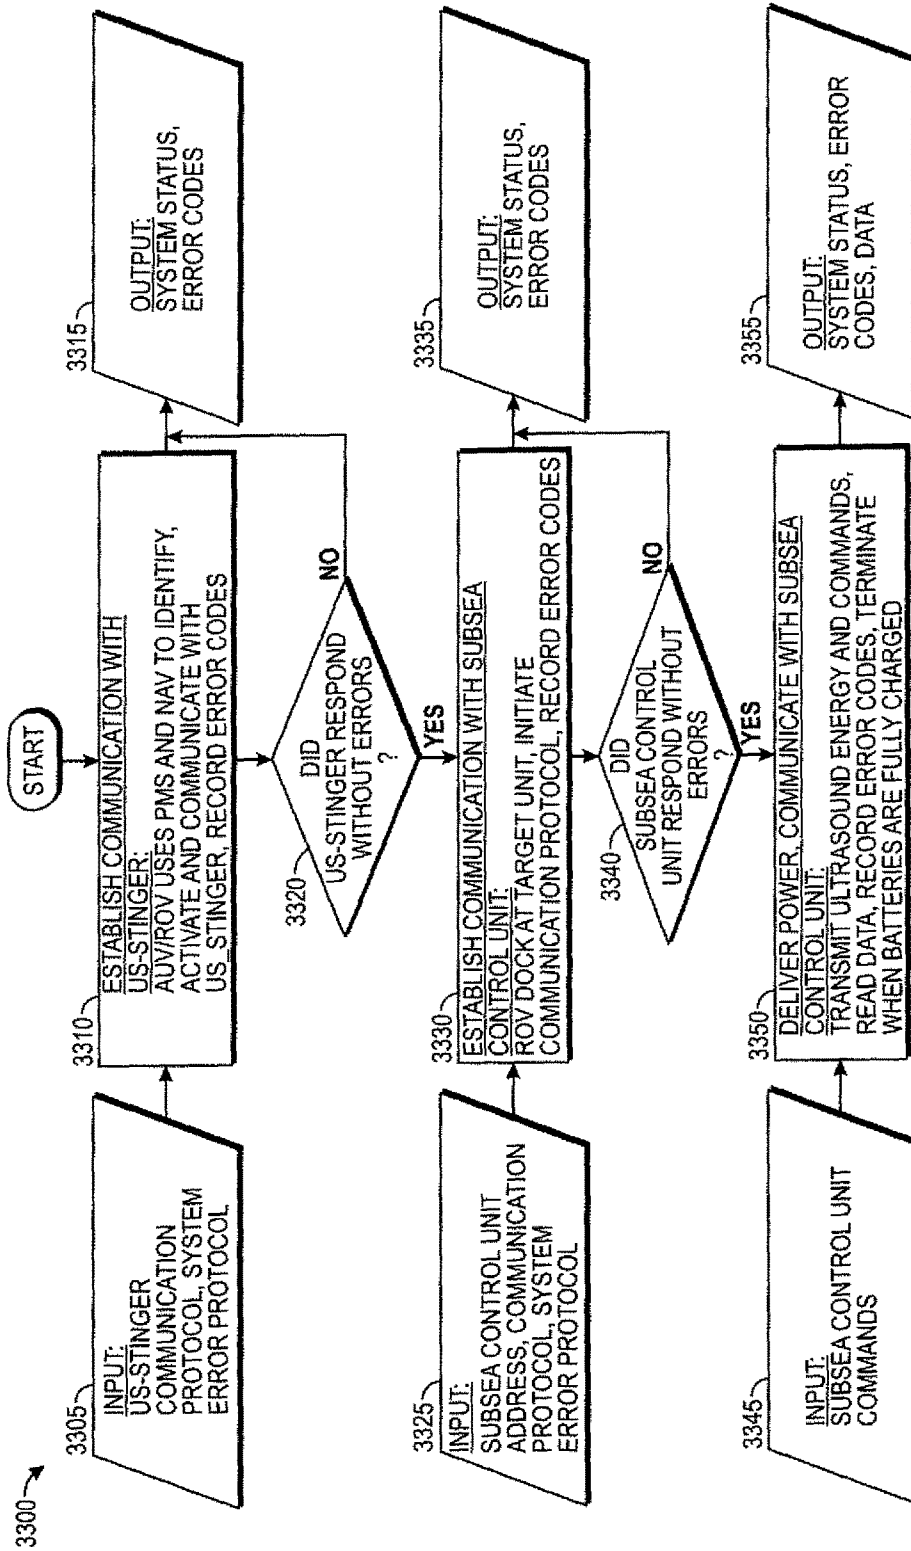 3300
START
3305
INPUT:
US-STINGER
COMMUNICATION
PROTOCOL, SYSTEM
ERROR PROTOCOL
3310
ESTABLISH COMMUNICATION WITH
US-STINGER:
AUV/ROV USES PMS AND NAV TO IDENTIFY,
ACTIVATE AND COMMUNICATE WITH
US_STINGER, RECORD ERROR CODES
3315
OUTPUT:
SYSTEM STATUS,
ERROR CODES
3320
DID
US-STINGER RESPOND
WITHOUT ERRORS
?
NO
YES
3325
INPUT:
SUBSEA CONTROL UNIT
ADDRESS, COMMUNICATION
PROTOCOL, SYSTEM
ERROR PROTOCOL
3330
ESTABLISH COMMUNICATION WITH SUBSEA
CONTROL UNIT:
ROV DOCK AT TARGET UNIT, INITIATE
COMMUNICATION PROTOCOL, RECORD ERROR CODES
3335
OUTPUT:
SYSTEM STATUS,
ERROR CODES
3340
DID
SUBSEA CONTROL
UNIT RESPOND WITHOUT
ERRORS
?
NO
YES
3345
INPUT:
SUBSEA CONTROL UNIT
COMMANDS
3350
DELIVER POWER, COMMUNICATE WITH SUBSEA
CONTROL UNIT:
TRANSMIT ULTRASOUND ENERGY AND COMMANDS,
READ DATA, RECORD ERROR CODES, TERMINATE
WHEN BATTERIES ARE FULLY CHARGED
3355
OUTPUT:
SYSTEM STATUS, ERROR
CODES, DATA